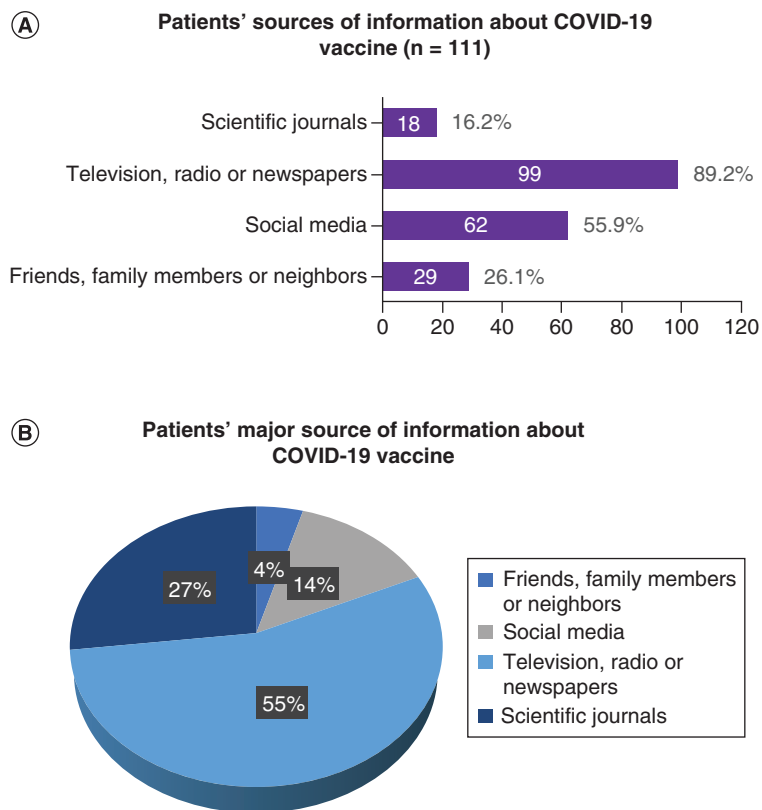 A
Patients’ sources of information about COVID-19
vaccine (n = 111)
Scientific journals
18
16.2%
Television, radio or newspapers
99
89.2%
Social media
62
55.9%
Friends, family members or neighbors
29
26.1%
0 20 40 60 80 100 120
B
Patients’ major source of information about
COVID-19 vaccine
4%
14%
27%
55%
Friends, family members
or neighbors
Social media
Television, radio or
newspapers
Scientific journals